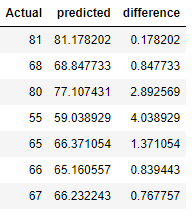 Actual predicted difference
81 81.178202 0.178202
68 68.847733 0.847733
80 77.107431 2.892569
55 59.038929 4.038929
65 66.371054 1.371054
66 65.160557 0.839443
67 66.232243 0.767757